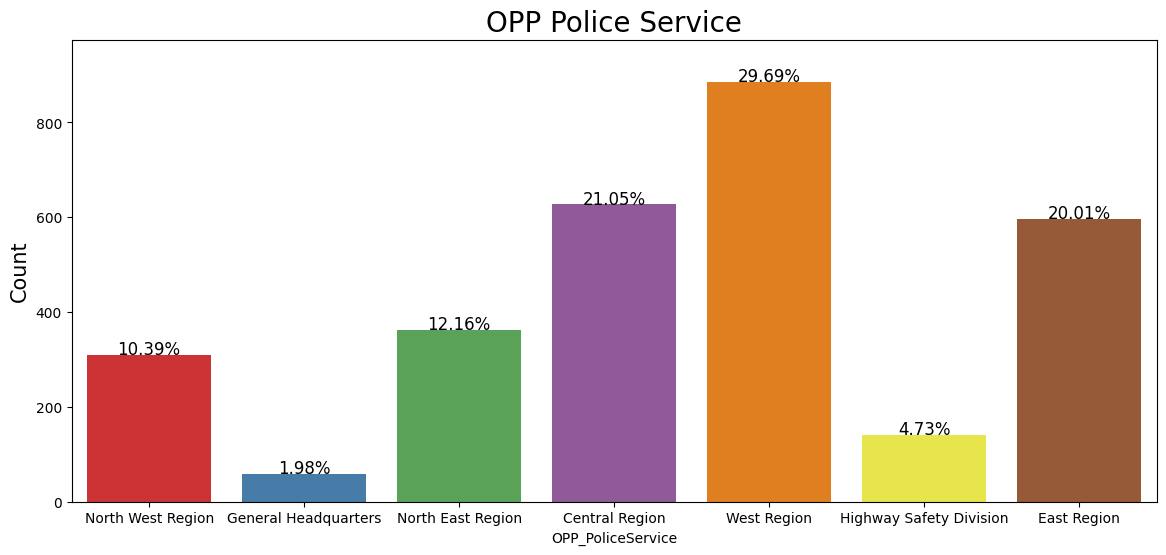 OPP Police Service
29.69%
21.05%
20.01%
12.16%
10.39%
4.73%
1.98%
Count
800
600
400
200
0
North West Region
General Headquarters
North East Region
Central Region
West Region
Highway Safety Division
East Region
OPP_PoliceService